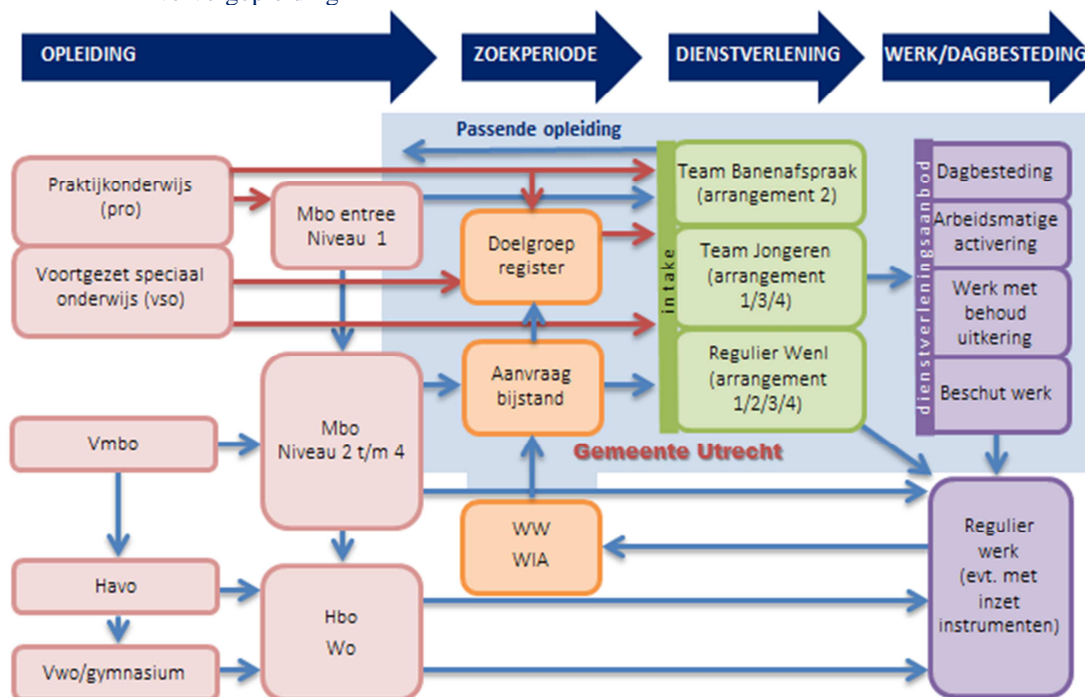 OPLEIDING
ZOEKPERIODE
DIENSTVERLENING
WERK/DAGBESTEDING
Passende opleiding
Praktijkonderwijs
(pro)
Mbo entree
Niveau 1
Voortgezet speciaal
onderwijs (vso)
Doelgroep
register
intake
Team Banenafspraak
(arrangement 2)
Team Jongeren
(arrangement
1/3/4)
Regulier Wenl
(arrangement
1/2/3/4)
dienstverleningsaanbod
Dagbesteding
Arbeidsmatige
activering
Werk met
behoud
uitkering
Beschut werk
Aanvraag
bijstand
Vmbo
Mbo
Niveau 2 t/m 4
Gemeente Utrecht
WW
WIA
Regulier
werk
(evt. met
inzet
instrumenten)
Havo
Hbo
Wo
Vwo/gymnasium